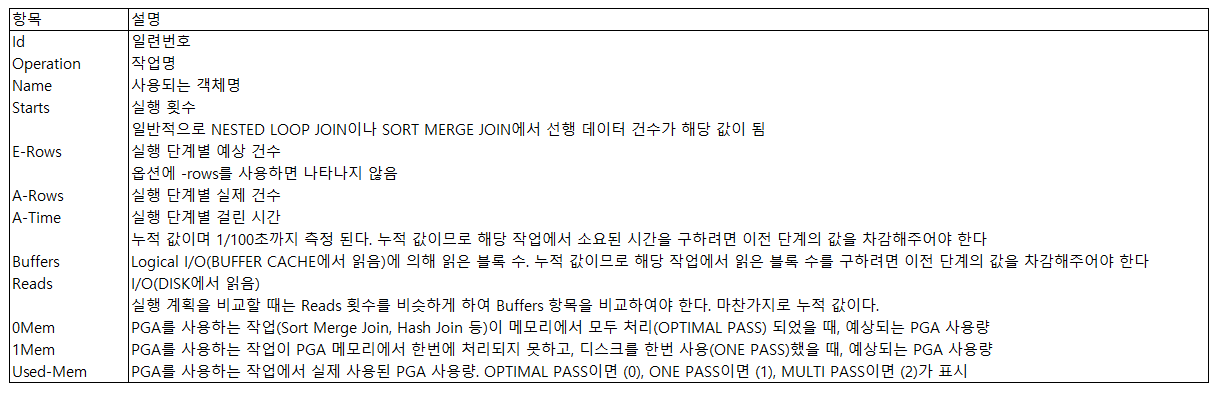 항목 설명
Id 일련번호
Operation 작업명
Name 사용되는 객체명
Starts 실행 횟수
일반적으로 NESTED LOOP JOIN이나 SORT MERGE JOIN에서 선행 데이터 건수가 해당 값이 됨
E-Rows 실행 단계별 예상 건수
옵션에 -rows를 사용하면 나타나지 않음
A-Rows 실행 단계별 실제 건수
A-Time 실행 단계별 걸린 시간
누적 값이며 1/100초까지 측정 된다. 누적 값이므로 해당 작업에서 소요된 시간을 구하려면 이전 단계의 값을 차감해주어야 한다
Buffers Logical I/O(BUFFER CACHE에서 읽음)에 의해 읽은 블록 수. 누적 값이므로 해당 작업에서 읽은 블록 수를 구하려면 이전 단계의 값을 차감해주어야 한다
Reads I/O(DISK에서 읽음)
실행 계획을 비교할 때는 Reads 횟수를 비슷하게 하여 Buffers 항목을 비교하여야 한다. 마찬가지로 누적 값이다.
0Mem PGA를 사용하는 작업(Sort Merge Join, Hash Join 등)이 메모리에서 모두 처리(OPTIMAL PASS) 되었을 때, 예상되는 PGA 사용량
1Mem PGA를 사용하는 작업이 PGA 메모리에서 한번에 처리되지 못하고, 디스크를 한번 사용(ONE PASS)했을 때, 예상되는 PGA 사용량
Used-Mem PGA를 사용하는 작업에서 실제 사용된 PGA 사용량. OPTIMAL PASS이면 (0), ONE PASS이면 (1), MULTI PASS이면 (2)가 표시